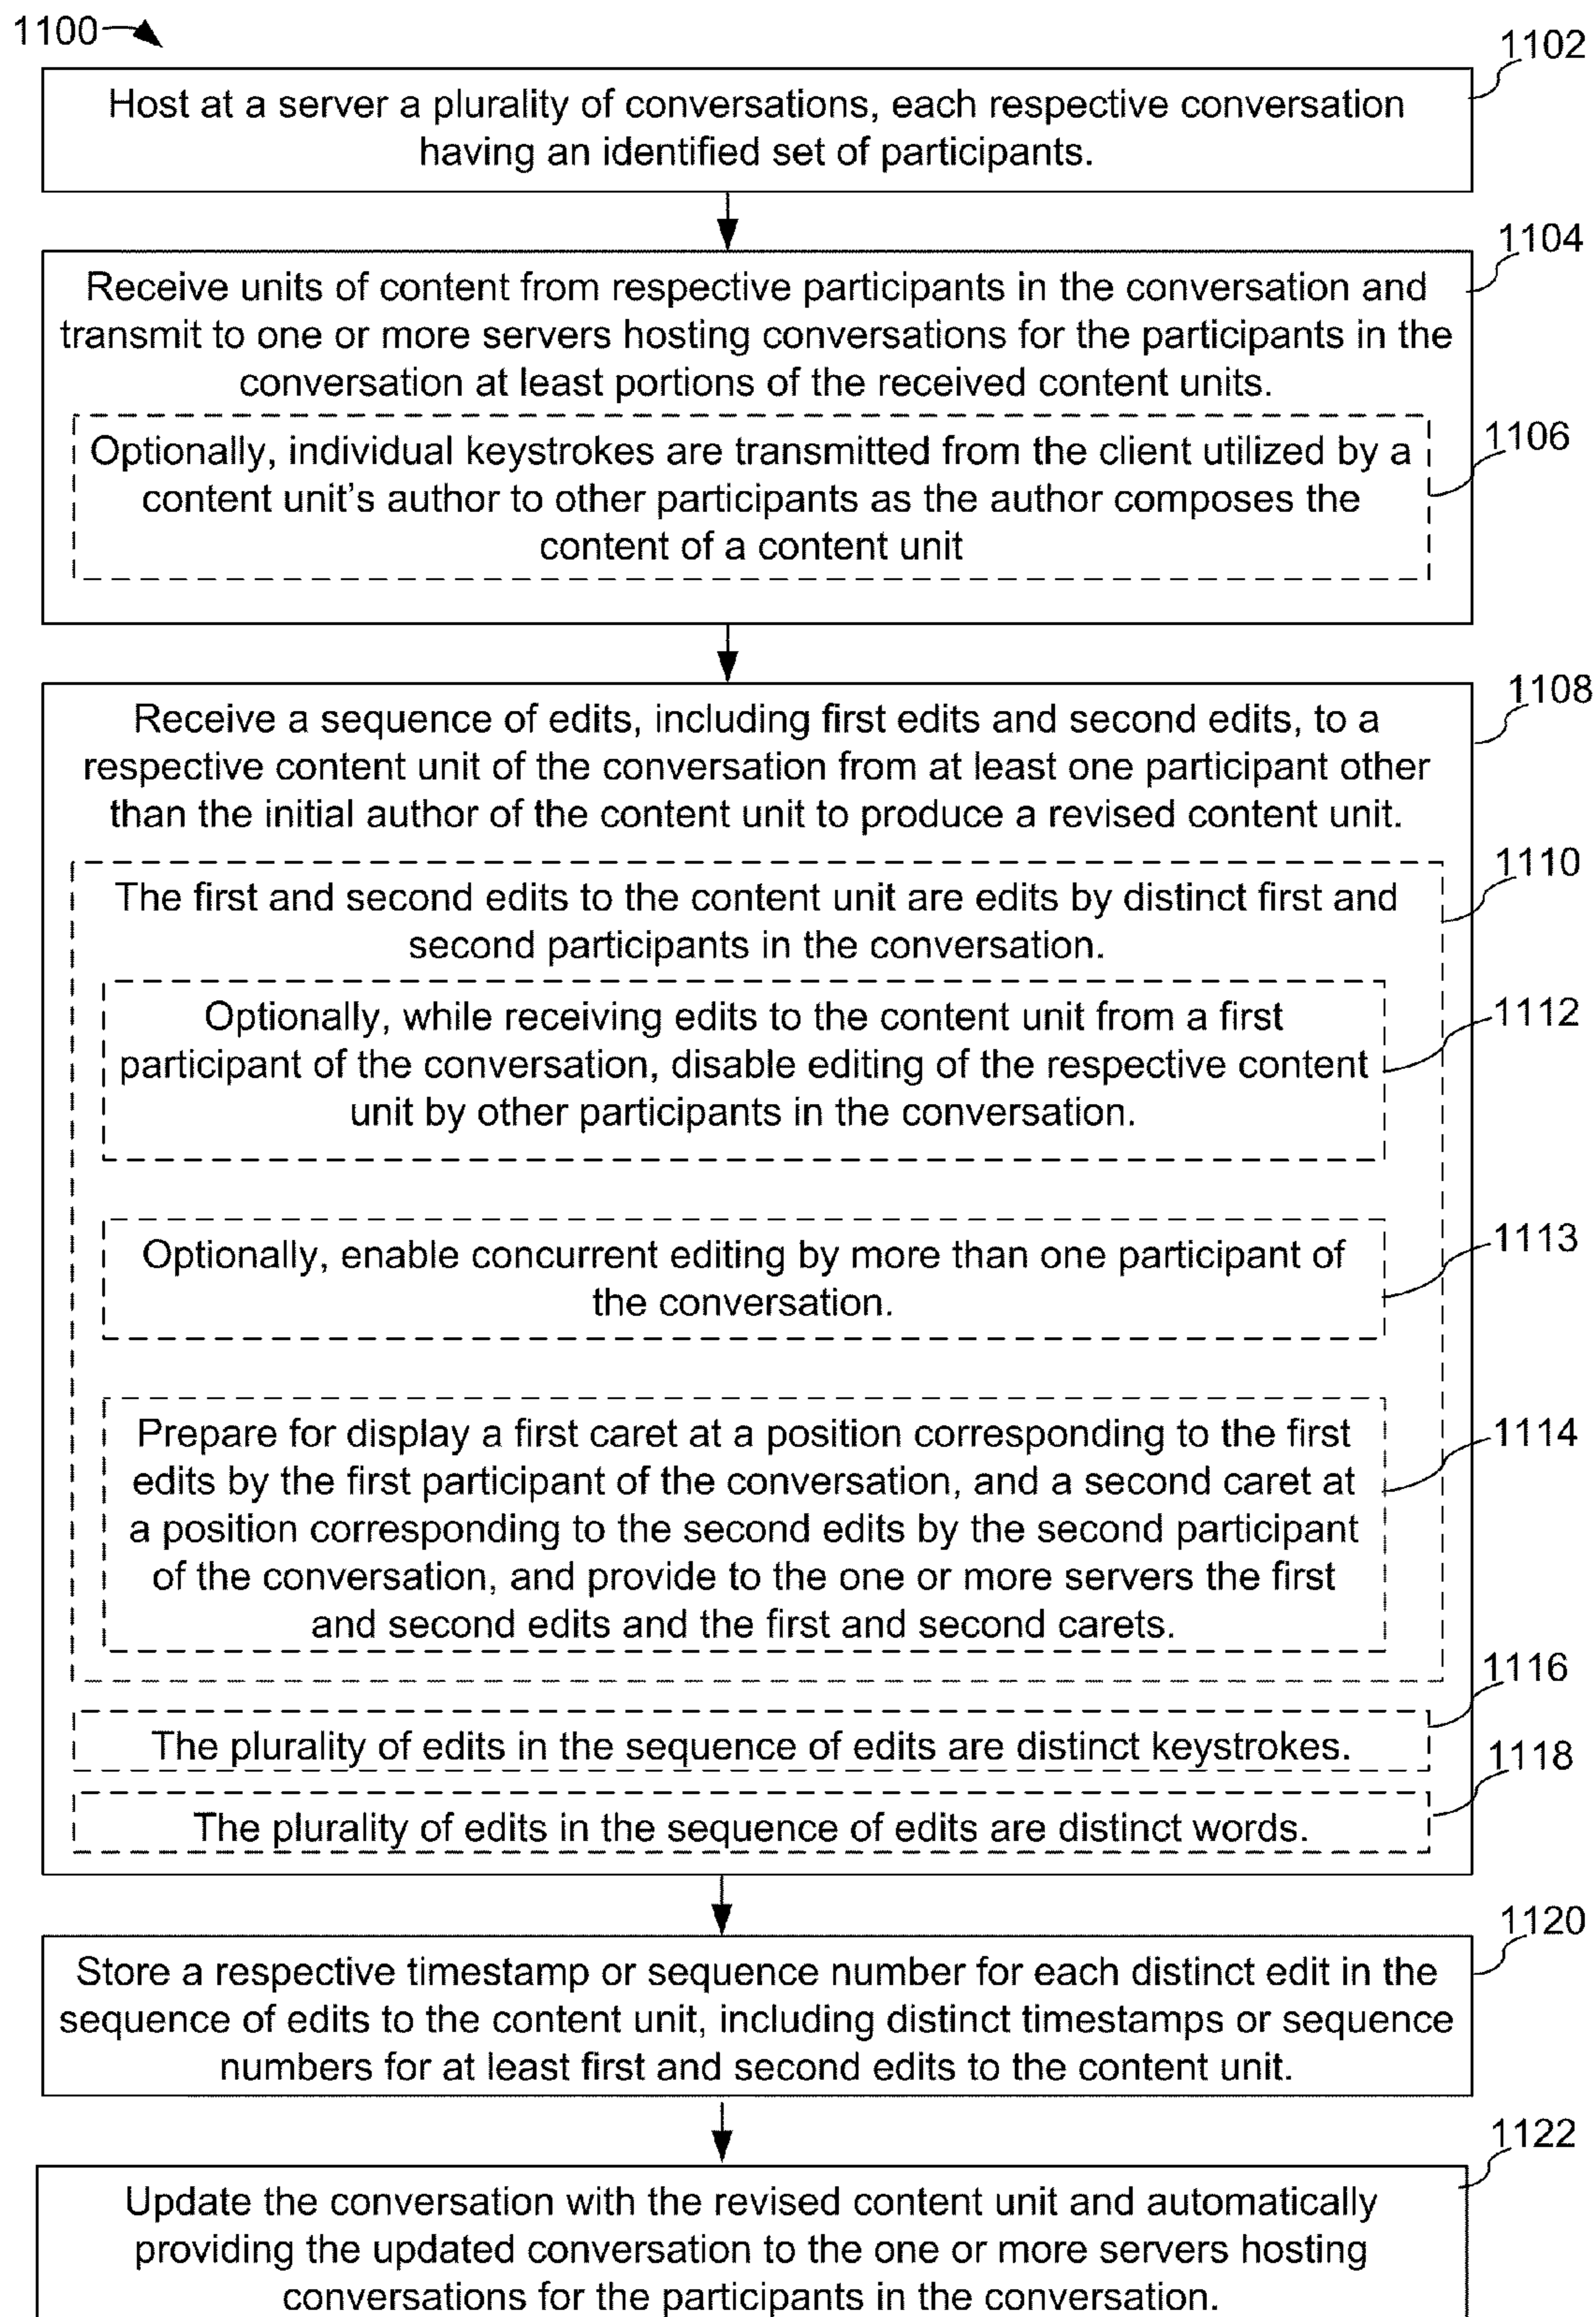 1100
1102
Host at a server a plurality of conversations, each respective conversation
having an identified set of participants.
1104
Receive units of content from respective participants in the conversation and
transmit to one or more servers hosting conversations for the participants in the
conversation at least portions of the received content units.
1106
Optionally, individual keystrokes are transmitted from the client utilized by a
content unit's author to other participants as the author composes the
content of a content unit
1108
Receive a sequence of edits, including first edits and second edits, to a
respective content unit of the conversation from at least one participant other
than the initial author of the content unit to produce a revised content unit.
1110
The first and second edits to the content unit are edits by distinct first and
second participants in the conversation.
1112
Optionally, while receiving edits to the content unit from a first
participant of the conversation, disable editing of the respective content
unit by other participants in the conversation.
1113
Optionally, enable concurrent editing by more than one participant of
the conversation.
1114
Prepare for display a first caret at a position corresponding to the first
edits by the first participant of the conversation, and a second caret at
a position corresponding to the second edits by the second participant
of the conversation, and provide to the one or more servers the first
and second edits and the first and second carets.
1116
The plurality of edits in the sequence of edits are distinct keystrokes.
1118
The plurality of edits in the sequence of edits are distinct words.
1120
Store a respective timestamp or sequence number for each distinct edit in the
sequence of edits to the content unit, including distinct timestamps or sequence
numbers for at least first and second edits to the content unit.
1122
Update the conversation with the revised content unit and automatically
providing the updated conversation to the one or more servers hosting
conversations for the participants in the conversation.